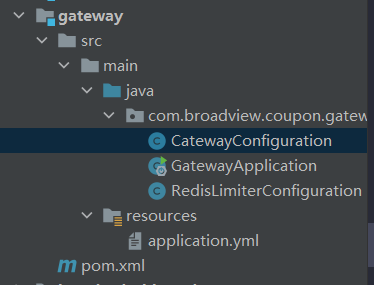 gateway
src
main
java
com.broadview.coupon.gatew
CatewayConfiguration
GatewayApplication
RedisLimiterConfiguration
resources
application.yml
pom.xml